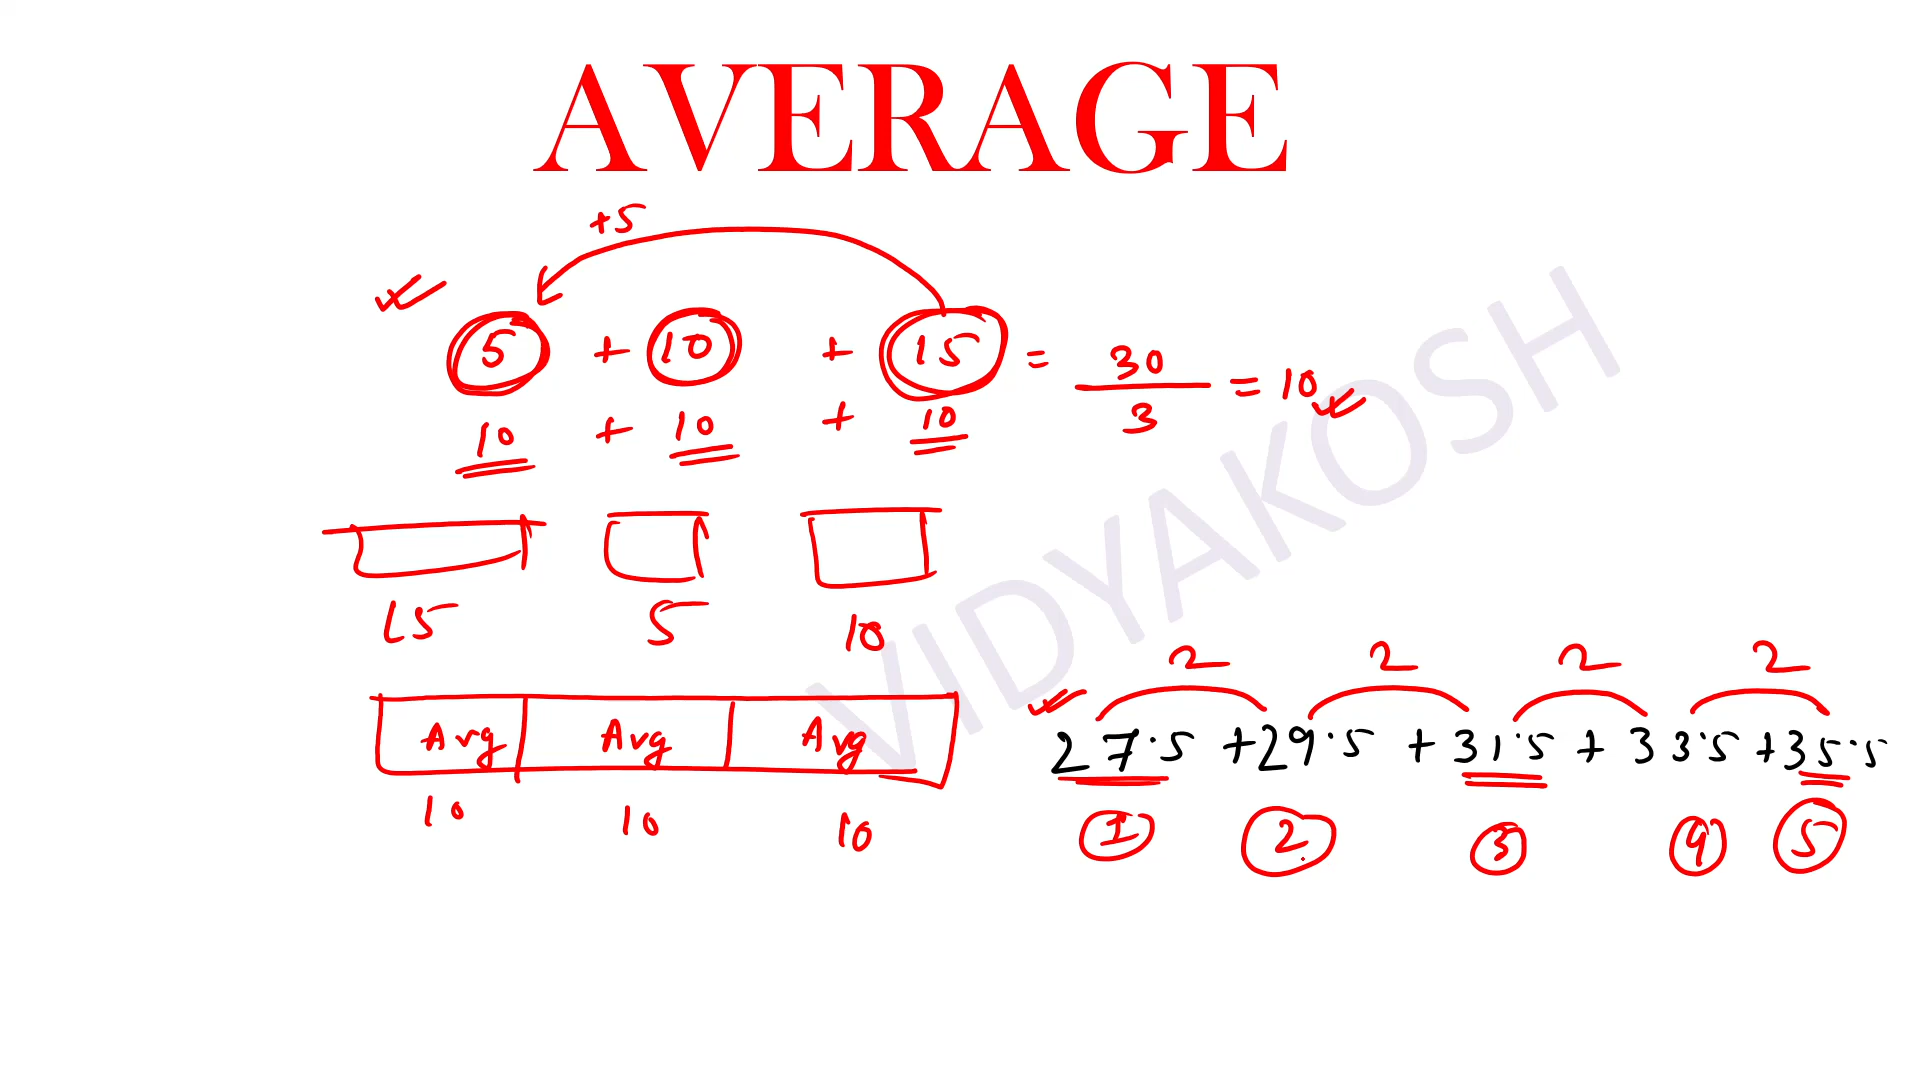 AVERAGE
+5
5 + 10 + 15 = 30/3 = 10
10 + 10 + 10
15 5 10
Avg Avg Avg
10 10 10
2 2 2 2
27.5 + 29.5 + 31.5 + 33.5 + 35.5
1 2 3 4 5
VIDYAKOSH